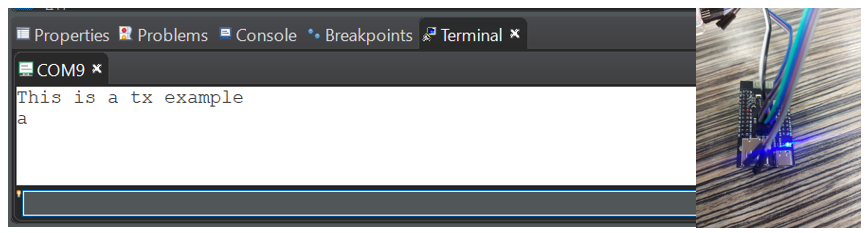 Properties Problems Console Breakpoints Terminal
COM9
This is a tx example
a